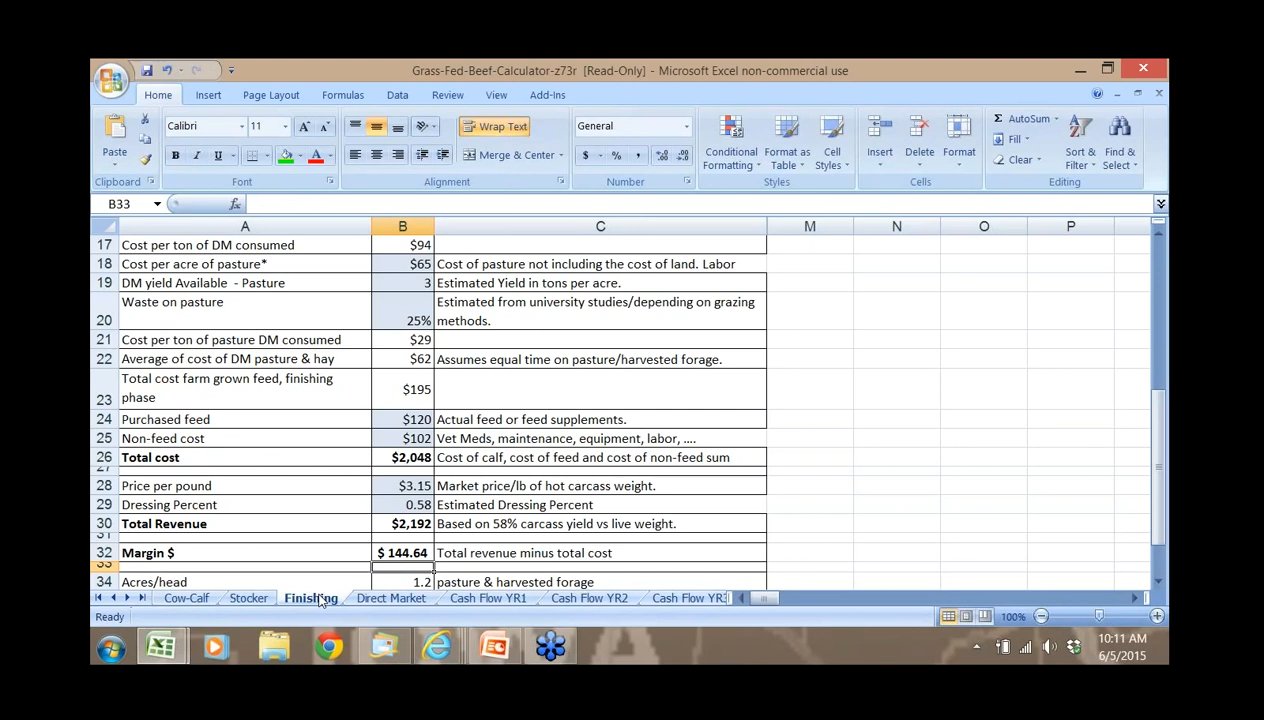 Grass-Fed-Beef-Calculator-z73r [Read-Only] - Microsoft Excel non-commercial use
Home Insert Page Layout Formulas Data Review View Add-Ins
Calibri 11 Wrap Text General AutoSum
Paste B I U Merge & Center $ % , Conditional Formatting Format as Table Cell Styles Insert Delete Format Fill Clear Sort & Filter Find & Select
Clipboard Font Alignment Number Styles Cells Editing
B33 fx
A B C M N O P
17 Cost per ton of DM consumed $94
18 Cost per acre of pasture* $65 Cost of pasture not including the cost of land. Labor
19 DM yield Available - Pasture 3 Estimated Yield in tons per acre.
20 Waste on pasture 25% Estimated from university studies/depending on grazing
methods.
21 Cost per ton of pasture DM consumed $29
22 Average of cost of DM pasture & hay $62 Assumes equal time on pasture/harvested forage.
23 Total cost farm grown feed, finishing
phase $195
24 Purchased feed $120 Actual feed or feed supplements.
25 Non-feed cost $102 Vet Meds, maintenance, equipment, labor, ....
26 Total cost $2,048 Cost of calf, cost of feed and cost of non-feed sum
27
28 Price per pound $3.15 Market price/lb of hot carcass weight.
29 Dressing Percent 0.58 Estimated Dressing Percent
30 Total Revenue $2,192 Based on 58% carcass yield vs live weight.
31
32 Margin $ $ 144.64 Total revenue minus total cost
33
34 Acres/head 1.2 pasture & harvested forage
Cow-Calf Stocker Finishing Direct Market Cash Flow YR1 Cash Flow YR2 Cash Flow YR3
Ready 100%
10:11 AM
6/5/2015